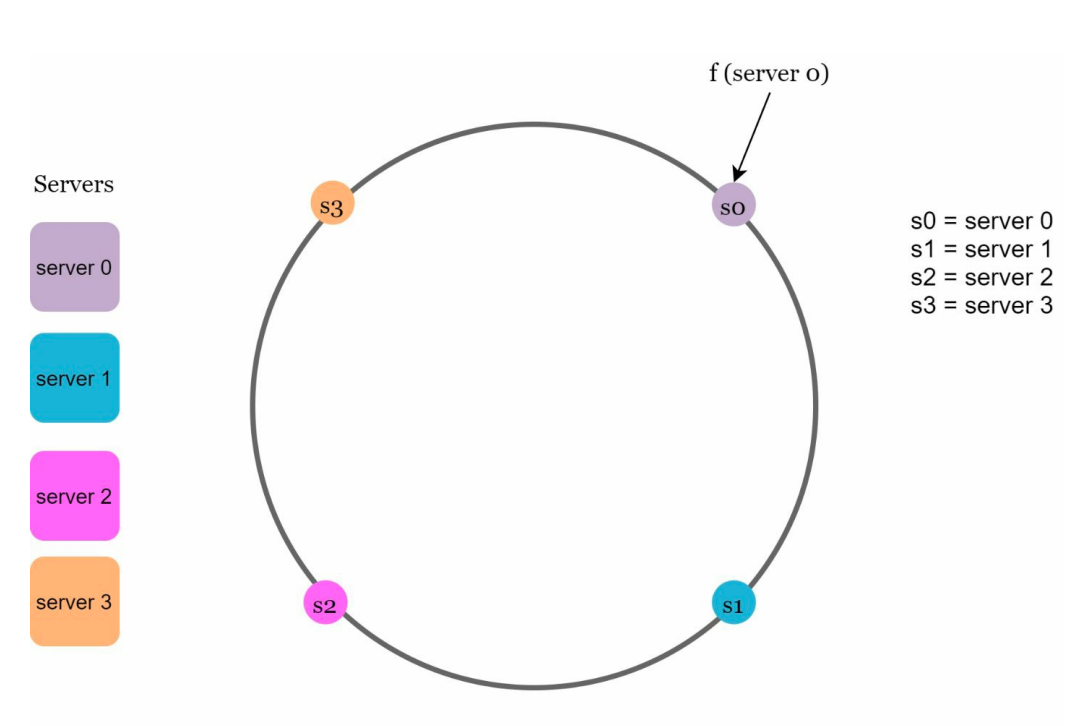 f (server 0)
Servers
server 0
server 1
server 2
server 3
s3
s0
s2
s1
s0 = server 0
s1 = server 1
s2 = server 2
s3 = server 3